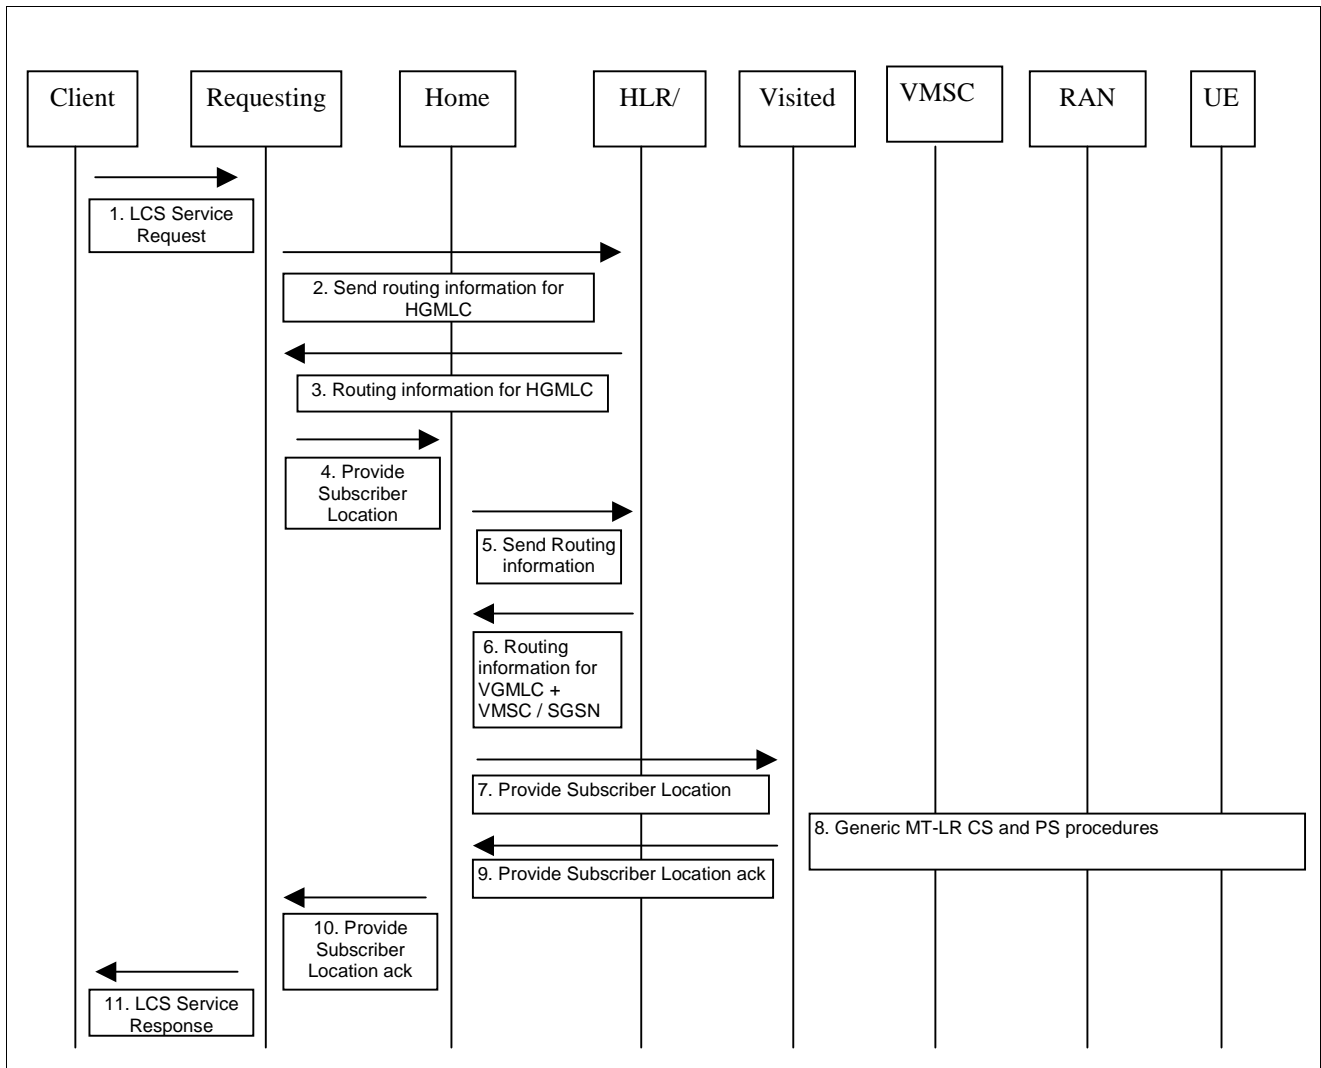 Client
Requesting
Home
HLR/
Visited
VMSC
RAN
UE
1. LCS Service
Request
2. Send routing information for
HGMLC
3. Routing information for HGMLC
4. Provide
Subscriber
Location
5. Send Routing
information
6. Routing
information for
VGMLC +
VMSC / SGSN
7. Provide Subscriber Location
8. Generic MT-LR CS and PS procedures
9. Provide Subscriber Location ack
10. Provide
Subscriber
Location ack
11. LCS Service
Response